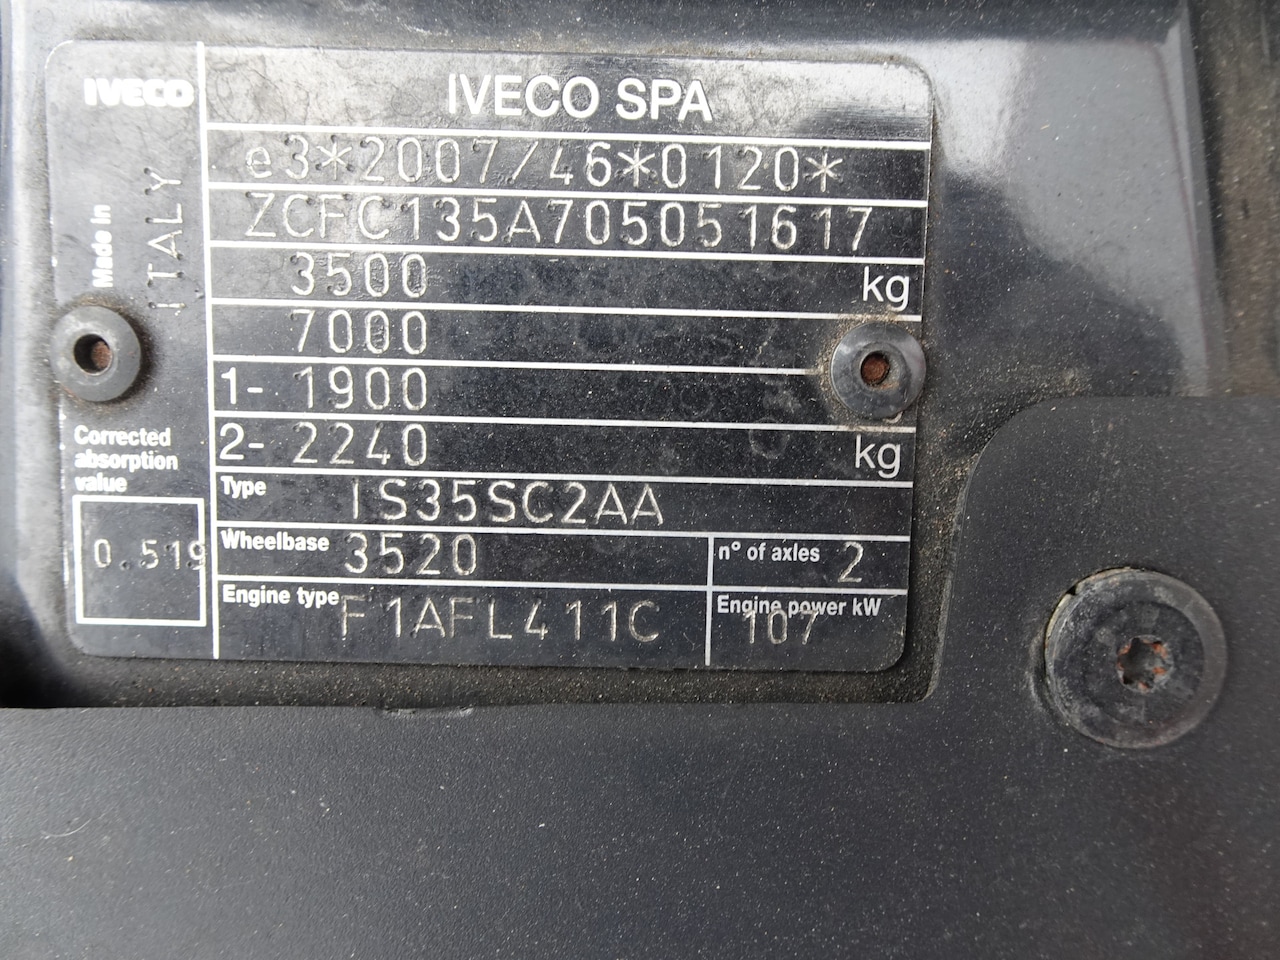 IVECO
IVECO SPA
e3*2007/46*0120*
ZCFC135A705051617
Made in
ITALY
3500 kg
7000
1- 1900
2- 2240 kg
Corrected
absorption
value
0.519
Type IS35SC2AA
Wheelbase 3520 n° of axles 2
Engine type F1AFL411C Engine power kW 107